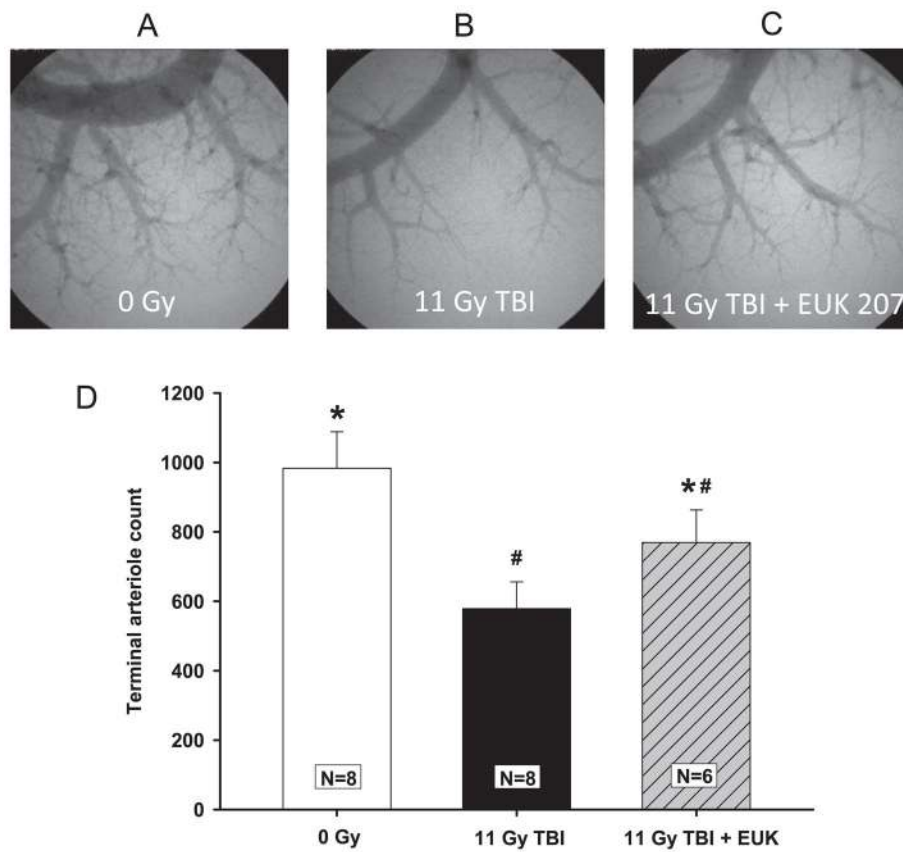 A
B
C
0 Gy
11 Gy TBI
11 Gy TBI + EUK 207
D
Terminal arteriole count
1200
1000
800
600
400
200
0
*
#
*#
N=8
N=8
N=6
0 Gy
11 Gy TBI
11 Gy TBI + EUK